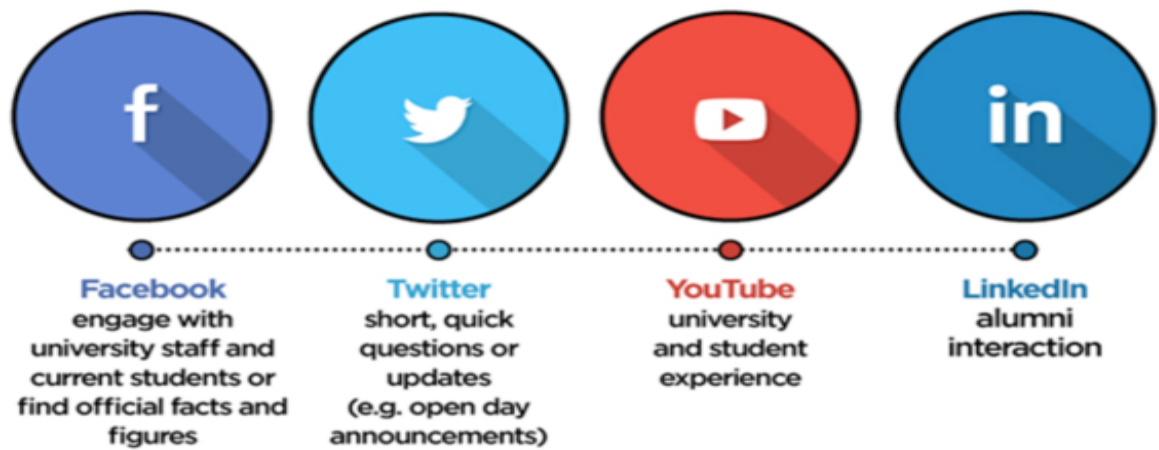 f
in
Facebook
engage with
university staff and
current students or
find official facts and
figures
Twitter
short, quick
questions or
updates
(e.g. open day
announcements)
YouTube
university
and student
experience
LinkedIn
alumni
interaction